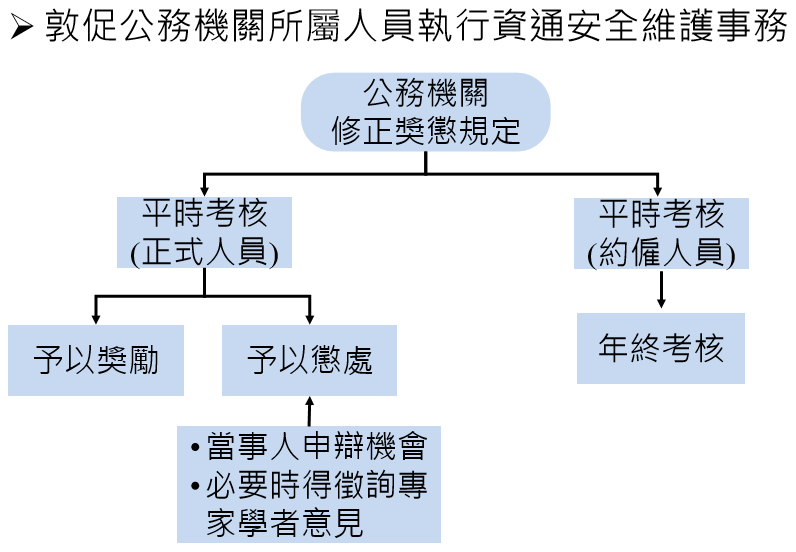 ➢ 敦促公務機關所屬人員執行資通安全維護事務
公務機關
修正獎懲規定
平時考核
(正式人員)
平時考核
(約僱人員)
予以獎勵
予以懲處
年終考核
•當事人申辯機會
•必要時得徵詢專
家學者意見